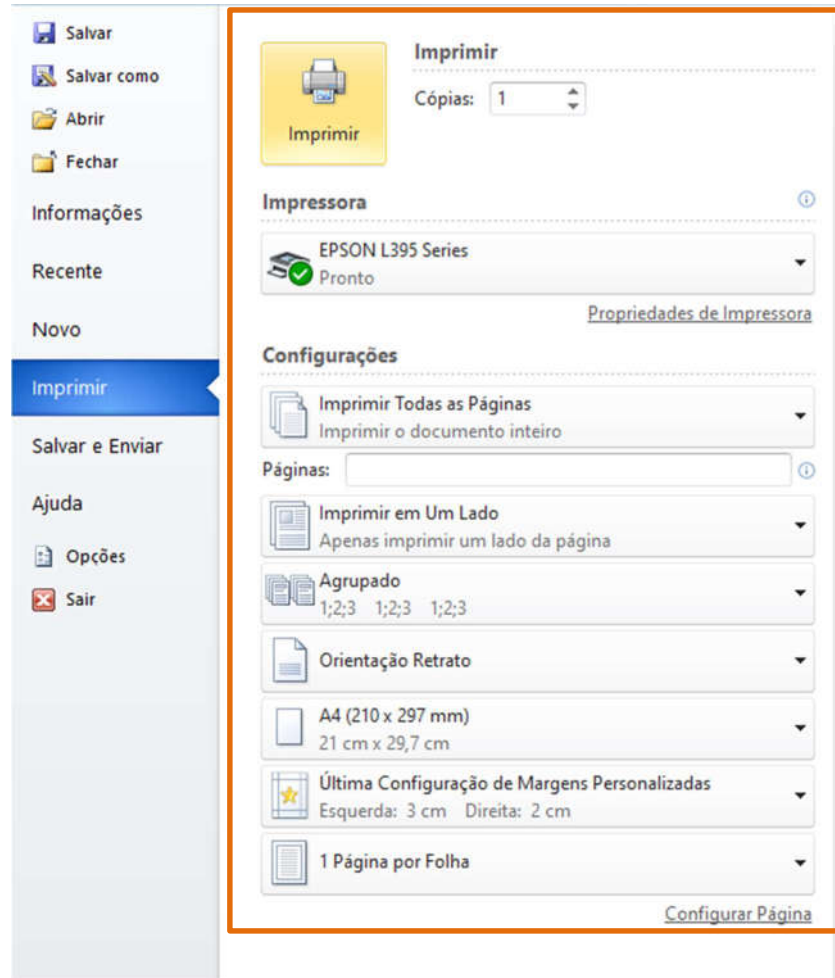 Salvar
Salvar como
Abrir
Fechar
Informações
Recente
Novo
Imprimir
Salvar e Enviar
Ajuda
Opções
Sair
Imprimir
Imprimir
Cópias: 1
Impressora
EPSON L395 Series
Pronto
Propriedades de Impressora
Configurações
Imprimir Todas as Páginas
Imprimir o documento inteiro
Páginas:
Imprimir em Um Lado
Apenas imprimir um lado da página
Agrupado
1;2;3 1;2;3 1;2;3
Orientação Retrato
A4 (210 x 297 mm)
21 cm x 29,7 cm
Última Configuração de Margens Personalizadas
Esquerda: 3 cm Direita: 2 cm
1 Página por Folha
Configurar Página